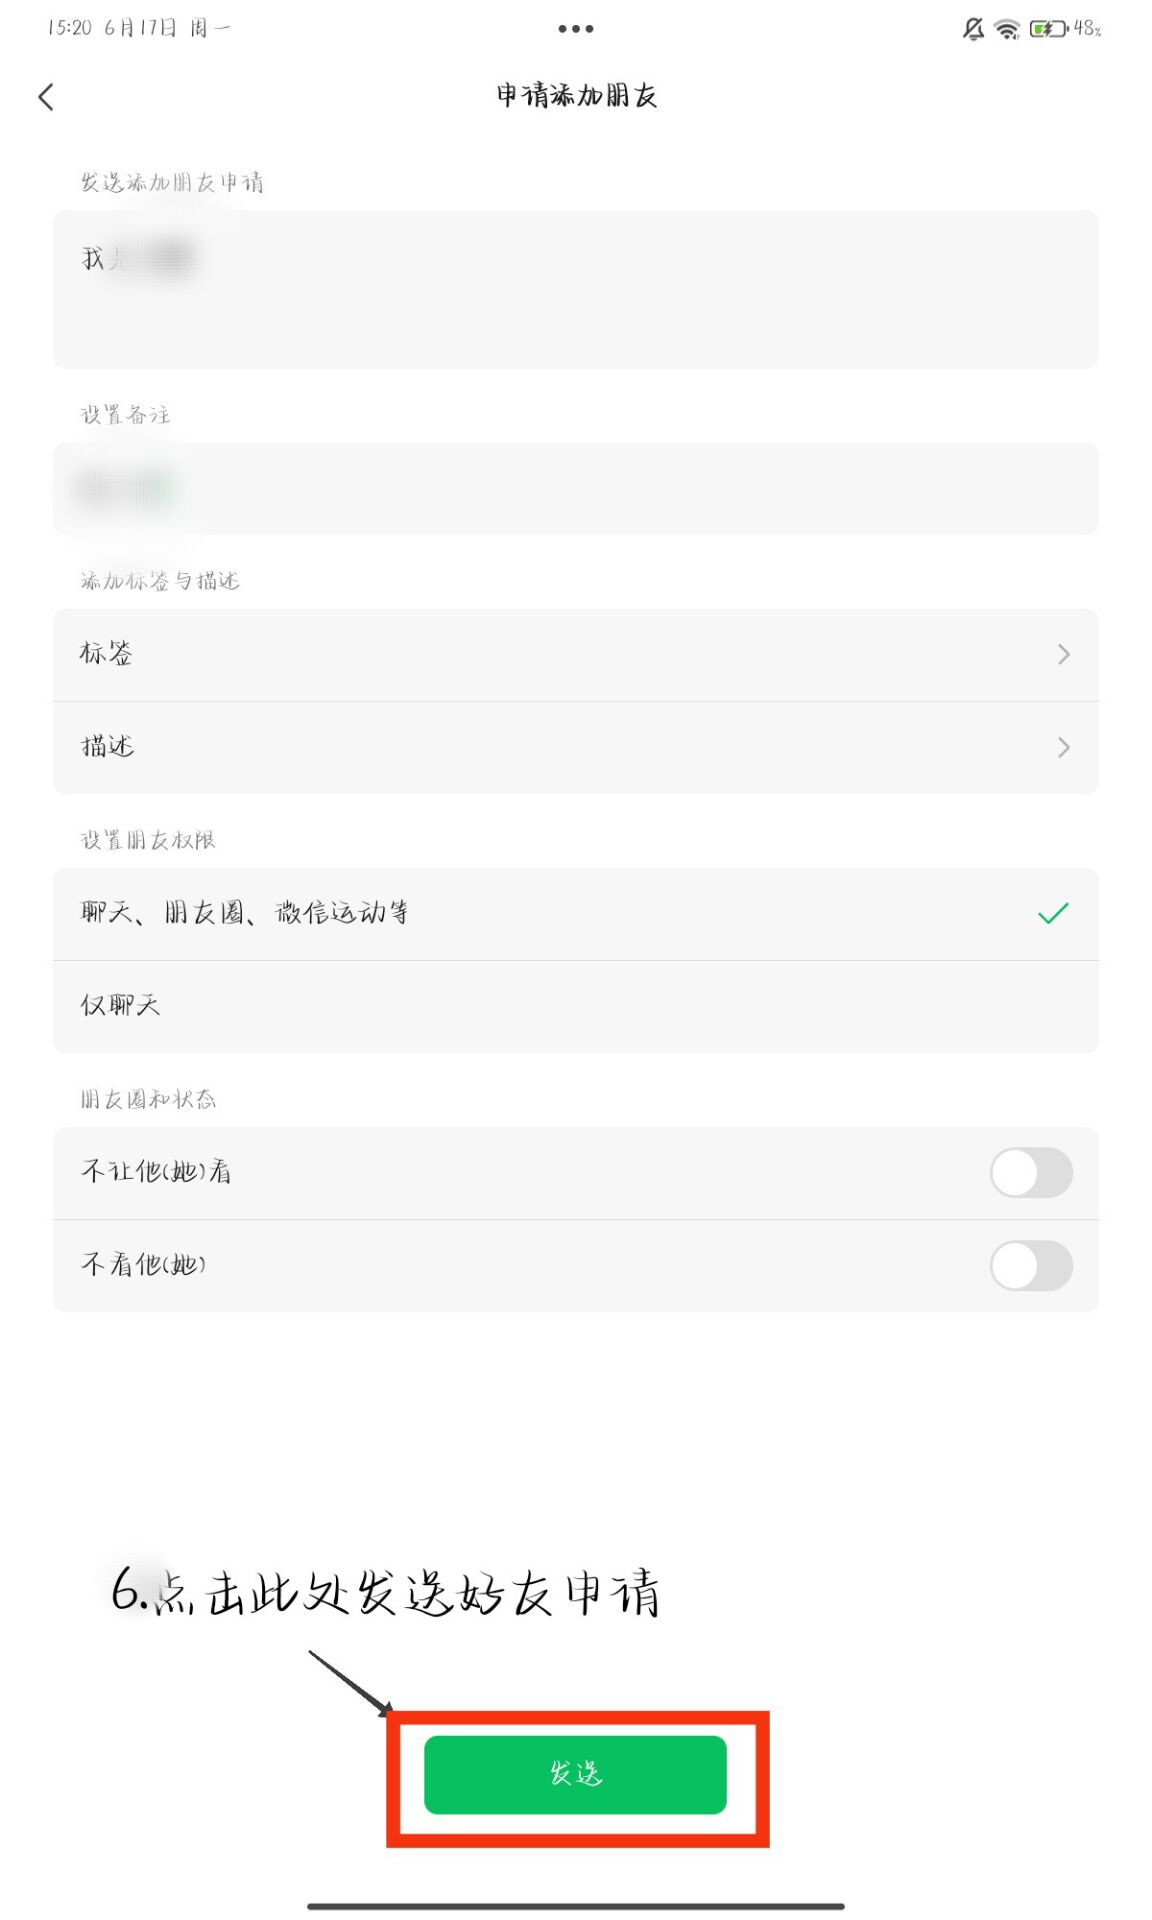 15:20 6月17日 周一
48%
申请添加朋友
发送添加朋友申请
我
设置备注
添加标签与描述
标签
描述
设置朋友权限
聊天、朋友圈、微信运动等
仅聊天
朋友圈和状态
不让他(她)看
不看他(她)
6.点击此处发送好友申请
发送